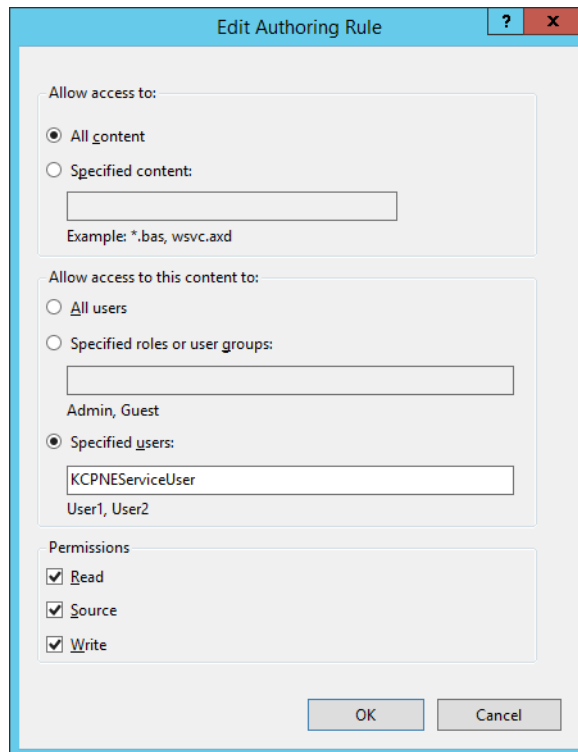 Edit Authoring Rule
?
x
Allow access to:
All content
Specified content:
Example: *.bas, wsvc.axd
Allow access to this content to:
All users
Specified roles or user groups:
Admin, Guest
Specified users:
KCPNEServiceUser
User1, User2
Permissions
Read
Source
Write
OK Cancel